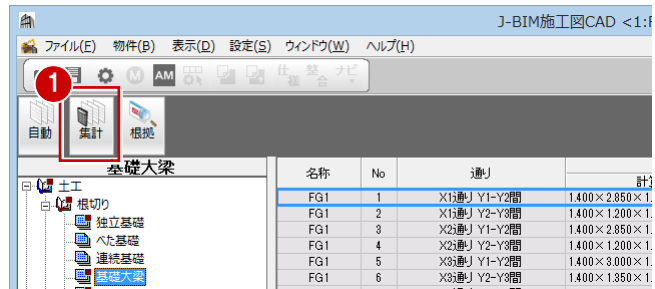 J-BIM施工図CAD <1:F
ファイル(F) 物件(B) 表示(D) 設定(S) ウィンドウ(W) ヘルプ(H)
1
M AM 仕様 整合 ナビ
自動 集計 根拠
基礎大梁
土工
根切り
独立基礎
べた基礎
連続基礎
基礎大梁
名称 No 通り
FG1 1 X1通り Y1-Y2間 1.400×2.850×1.
FG1 2 X1通り Y2-Y3間 1.400×1.200×1.
FG1 3 X2通り Y1-Y2間 1.400×2.850×1.
FG1 4 X2通り Y2-Y3間 1.400×1.200×1.
FG1 5 X3通り Y1-Y2間 1.400×3.000×1.
FG1 6 X3通り Y2-Y3間 1.400×1.350×1.